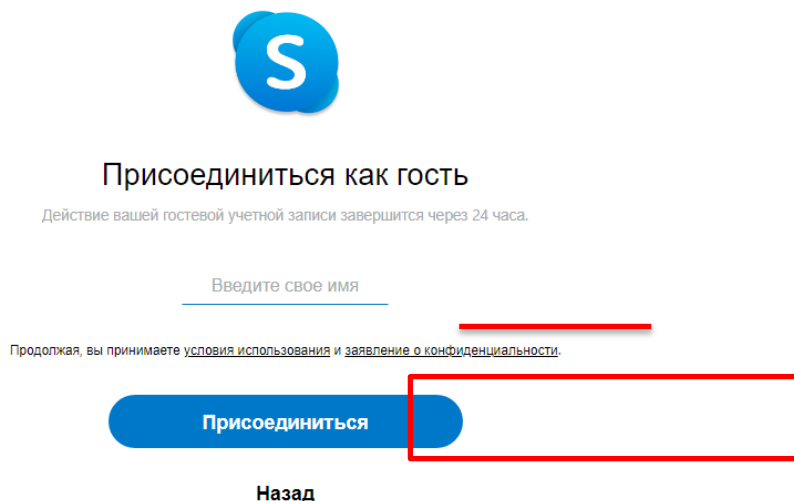 S
Присоединиться как гость
Действие вашей гостевой учетной записи завершится через 24 часа.
Введите свое имя
Продолжая, вы принимаете условия использования и заявление о конфиденциальности.
Присоединиться
Назад